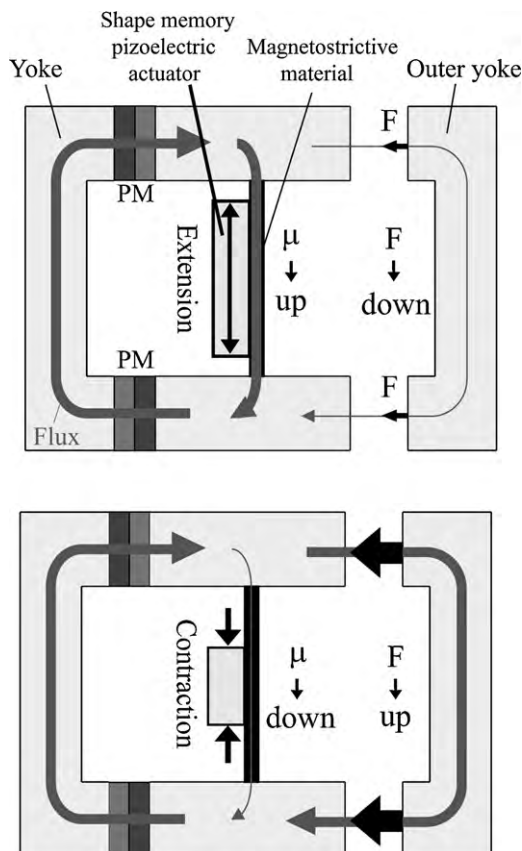 Shape memory
pizoelectric
actuator
Magnetostrictive
material
Yoke
Outer yoke
F
PM
Extension
μ
up
F
down
PM
F
Flux
Contraction
μ
down
F
up